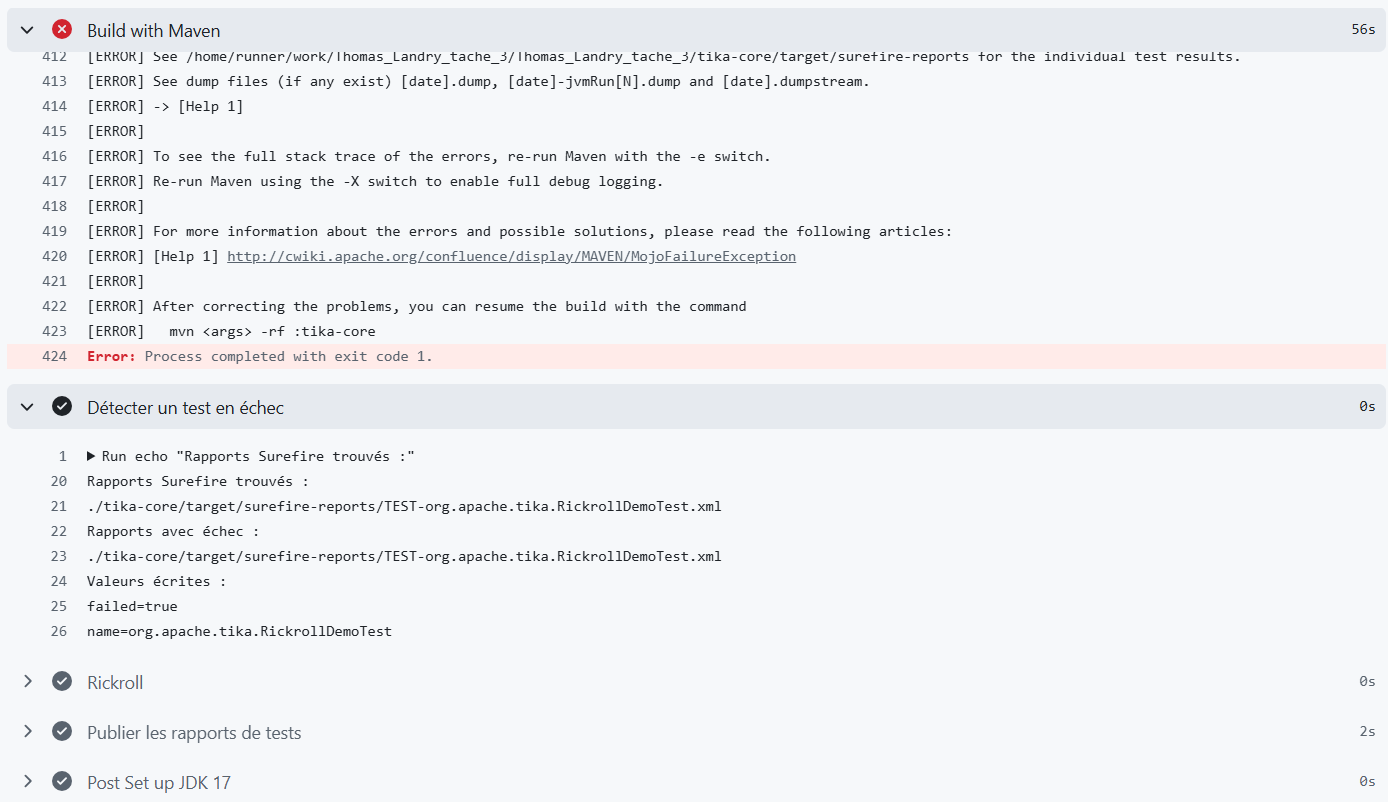 Build with Maven 56s
412 [ERROR] See /home/runner/work/Thomas_Landry_tache_3/Thomas_Landry_tache_3/tika-core/target/surefire-reports for the individual test results.
413 [ERROR] See dump files (if any exist) [date].dump, [date]-jvmRun[N].dump and [date].dumpstream.
414 [ERROR] -> [Help 1]
415 [ERROR]
416 [ERROR] To see the full stack trace of the errors, re-run Maven with the -e switch.
417 [ERROR] Re-run Maven using the -X switch to enable full debug logging.
418 [ERROR]
419 [ERROR] For more information about the errors and possible solutions, please read the following articles:
420 [ERROR] [Help 1] http://cwiki.apache.org/confluence/display/MAVEN/MojoFailureException
421 [ERROR]
422 [ERROR] After correcting the problems, you can resume the build with the command
423 [ERROR]   mvn <args> -rf :tika-core
424 Error: Process completed with exit code 1.
Détecter un test en échec 0s
1 Run echo "Rapports Surefire trouvés :"
20 Rapports Surefire trouvés :
21 ./tika-core/target/surefire-reports/TEST-org.apache.tika.RickrollDemoTest.xml
22 Rapports avec échec :
23 ./tika-core/target/surefire-reports/TEST-org.apache.tika.RickrollDemoTest.xml
24 Valeurs écrites :
25 failed=true
26 name=org.apache.tika.RickrollDemoTest
Rickroll 0s
Publier les rapports de tests 2s
Post Set up JDK 17 0s